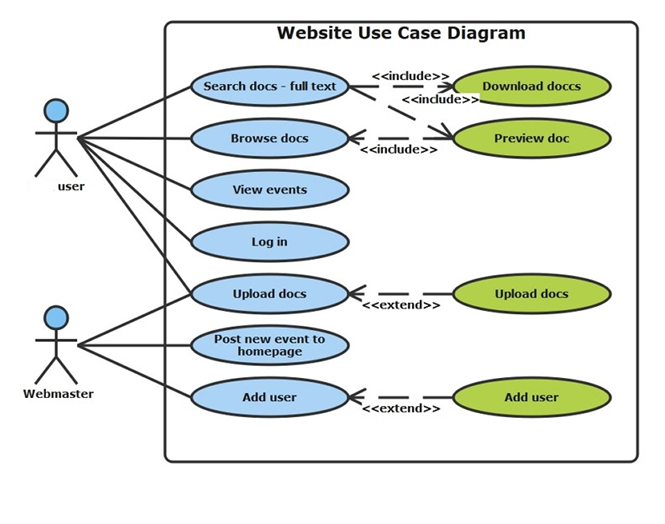 Website Use Case Diagram
Search docs - full text
<<include>>
Download doccs
<<include>>
Browse docs
<<include>>
Preview doc
user
View events
Log in
Upload docs
<<extend>>
Upload docs
Post new event to
homepage
Webmaster
Add user
<<extend>>
Add user